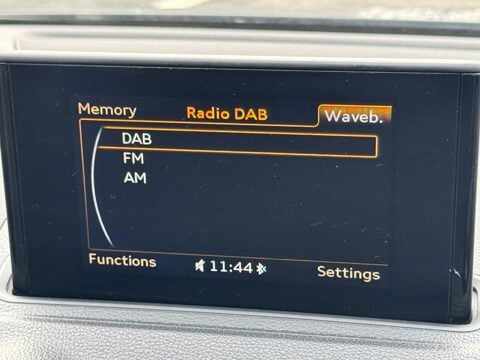 Memory Radio DAB Waveb.
DAB
FM
AM
Functions 11:44 Settings